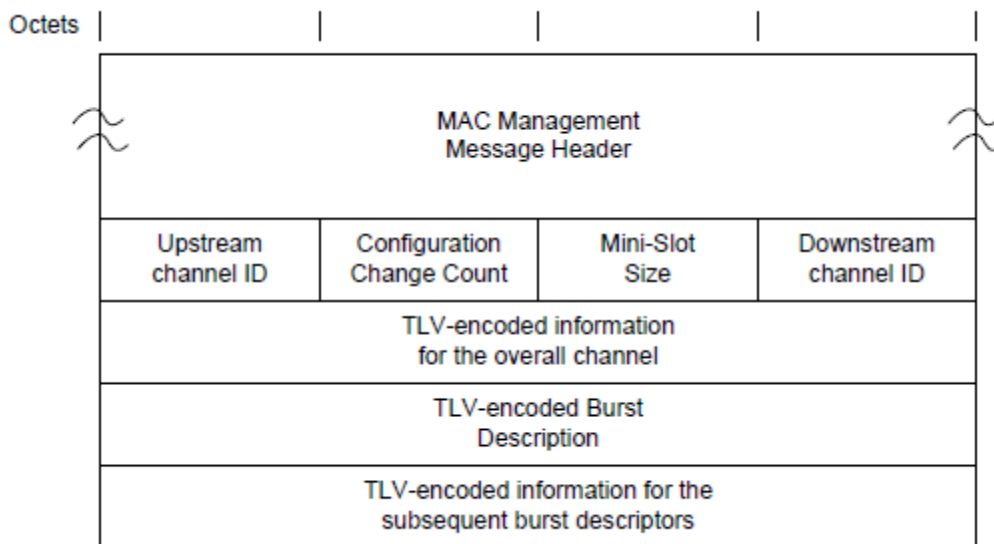 Octets
MAC Management
Message Header
Upstream
channel ID
Configuration
Change Count
Mini-Slot
Size
Downstream
channel ID
TLV-encoded information
for the overall channel
TLV-encoded Burst
Description
TLV-encoded information for the
subsequent burst descriptors